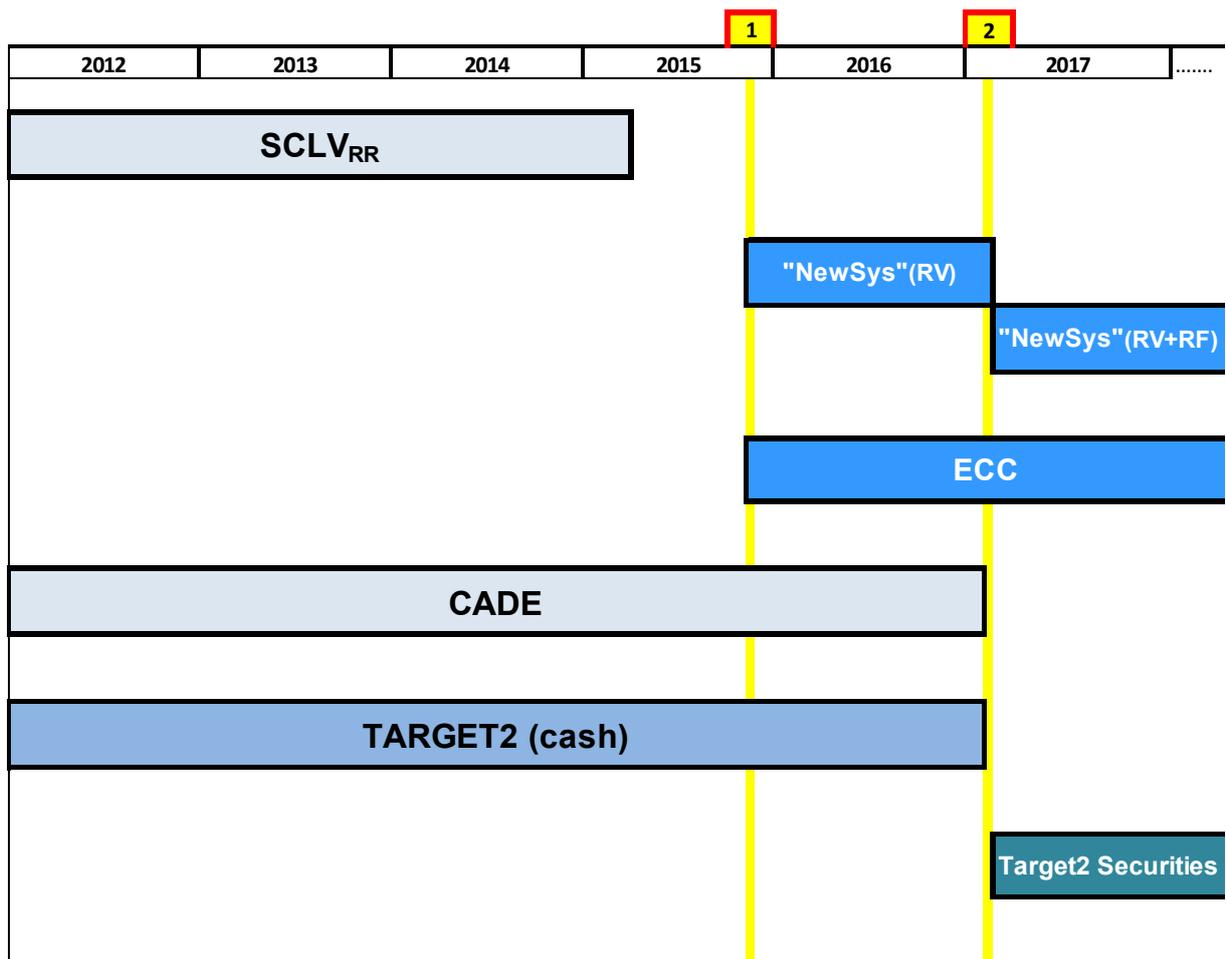 1 2
2012 2013 2014 2015 2016 2017 .......
SCLVRR
"NewSys"(RV)
"NewSys"(RV+RF)
ECC
CADE
TARGET2 (cash)
Target2 Securities